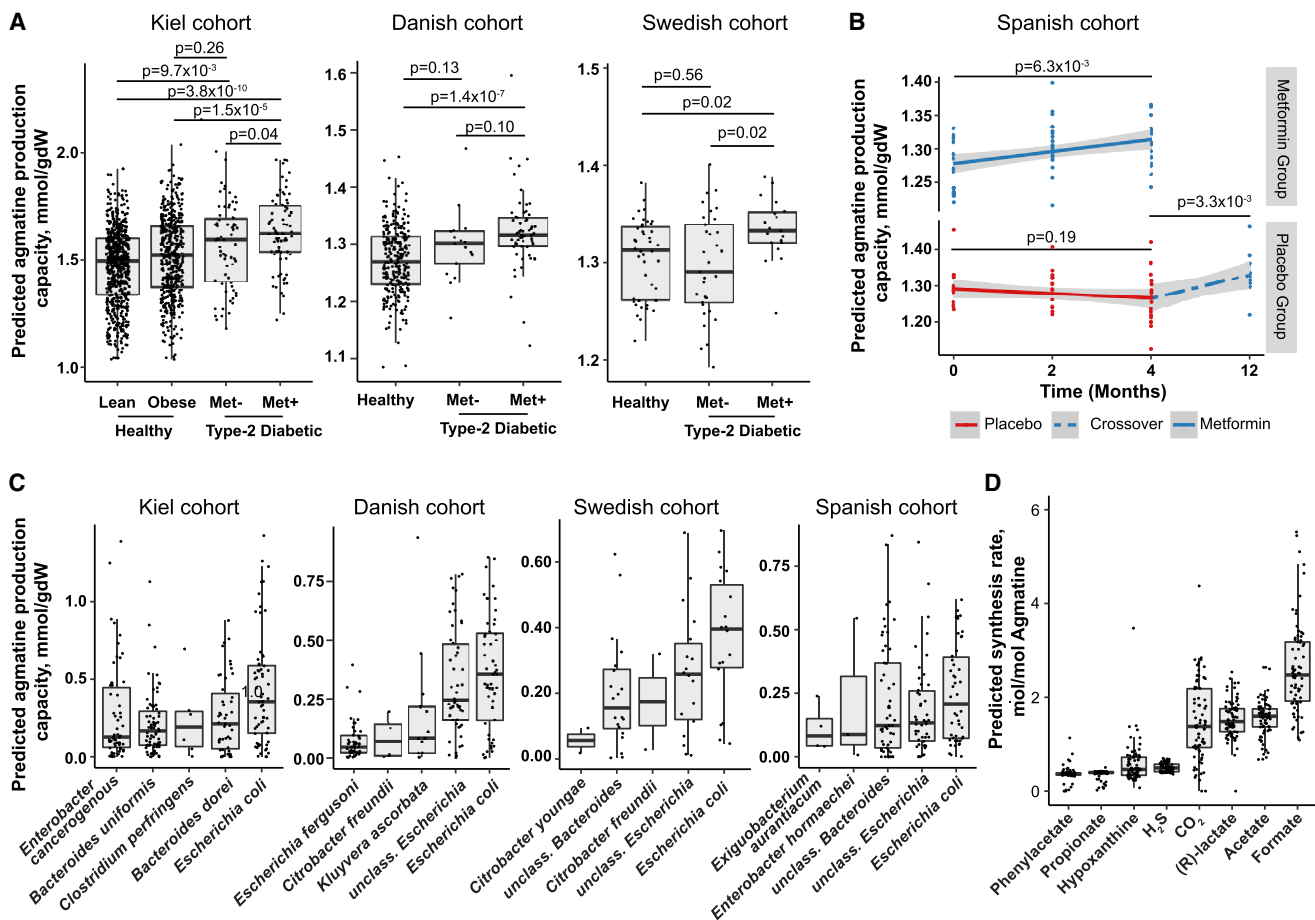 A
Kiel cohort
Danish cohort
Swedish cohort
Predicted agmatine production
capacity, mmol/gdW
p=0.26
p=9.7x10-3
p=3.8x10-10
p=1.5x10-5
p=0.04
2.0
1.5
1.0
Lean
Obese
Met-
Met+
Healthy
Type-2 Diabetic
p=0.13
p=1.4x10-7
p=0.10
1.6
1.5
1.4
1.3
1.2
1.1
Healthy
Met-
Met+
Type-2 Diabetic
p=0.56
p=0.02
p=0.02
1.5
1.4
1.3
1.2
Healthy
Met-
Met+
Type-2 Diabetic
B
Spanish cohort
Predicted agmatine production
capacity, mmol/gdW
p=6.3x10-3
1.40
1.30
1.25
Metformin Group
p=3.3x10-3
p=0.19
1.40
1.30
1.20
Placebo Group
0
2
4
12
Time (Months)
Placebo
Crossover
Metformin
C
Kiel cohort
Danish cohort
Swedish cohort
Spanish cohort
Predicted agmatine production
capacity, mmol/gdW
1.0
0.5
0.0
1.0
Enterobacter
cancerogenous
Bacteroides uniformis
Clostridium perfringens
Bacteroides dorei
Escherichia coli
0.75
0.50
0.25
0.00
Escherichia fergusoni
Citrobacter freundii
Kluyvera ascorbata
unclass. Escherichia
Escherichia coli
0.60
0.40
0.20
0.00
Citrobacter youngae
unclass. Bacteroides
Citrobacter freundii
unclass. Escherichia
Escherichia coli
0.75
0.50
0.25
0.00
Exiguobacterium
aurantiacum
Enterobacter hormaechei
unclass. Bacteroides
unclass. Escherichia
Escherichia coli
D
Predicted synthesis rate,
mol/mol Agmatine
6
4
2
0
Phenylacetate
Propionate
Hypoxanthine
H2S
CO2
(R)-lactate
Acetate
Formate